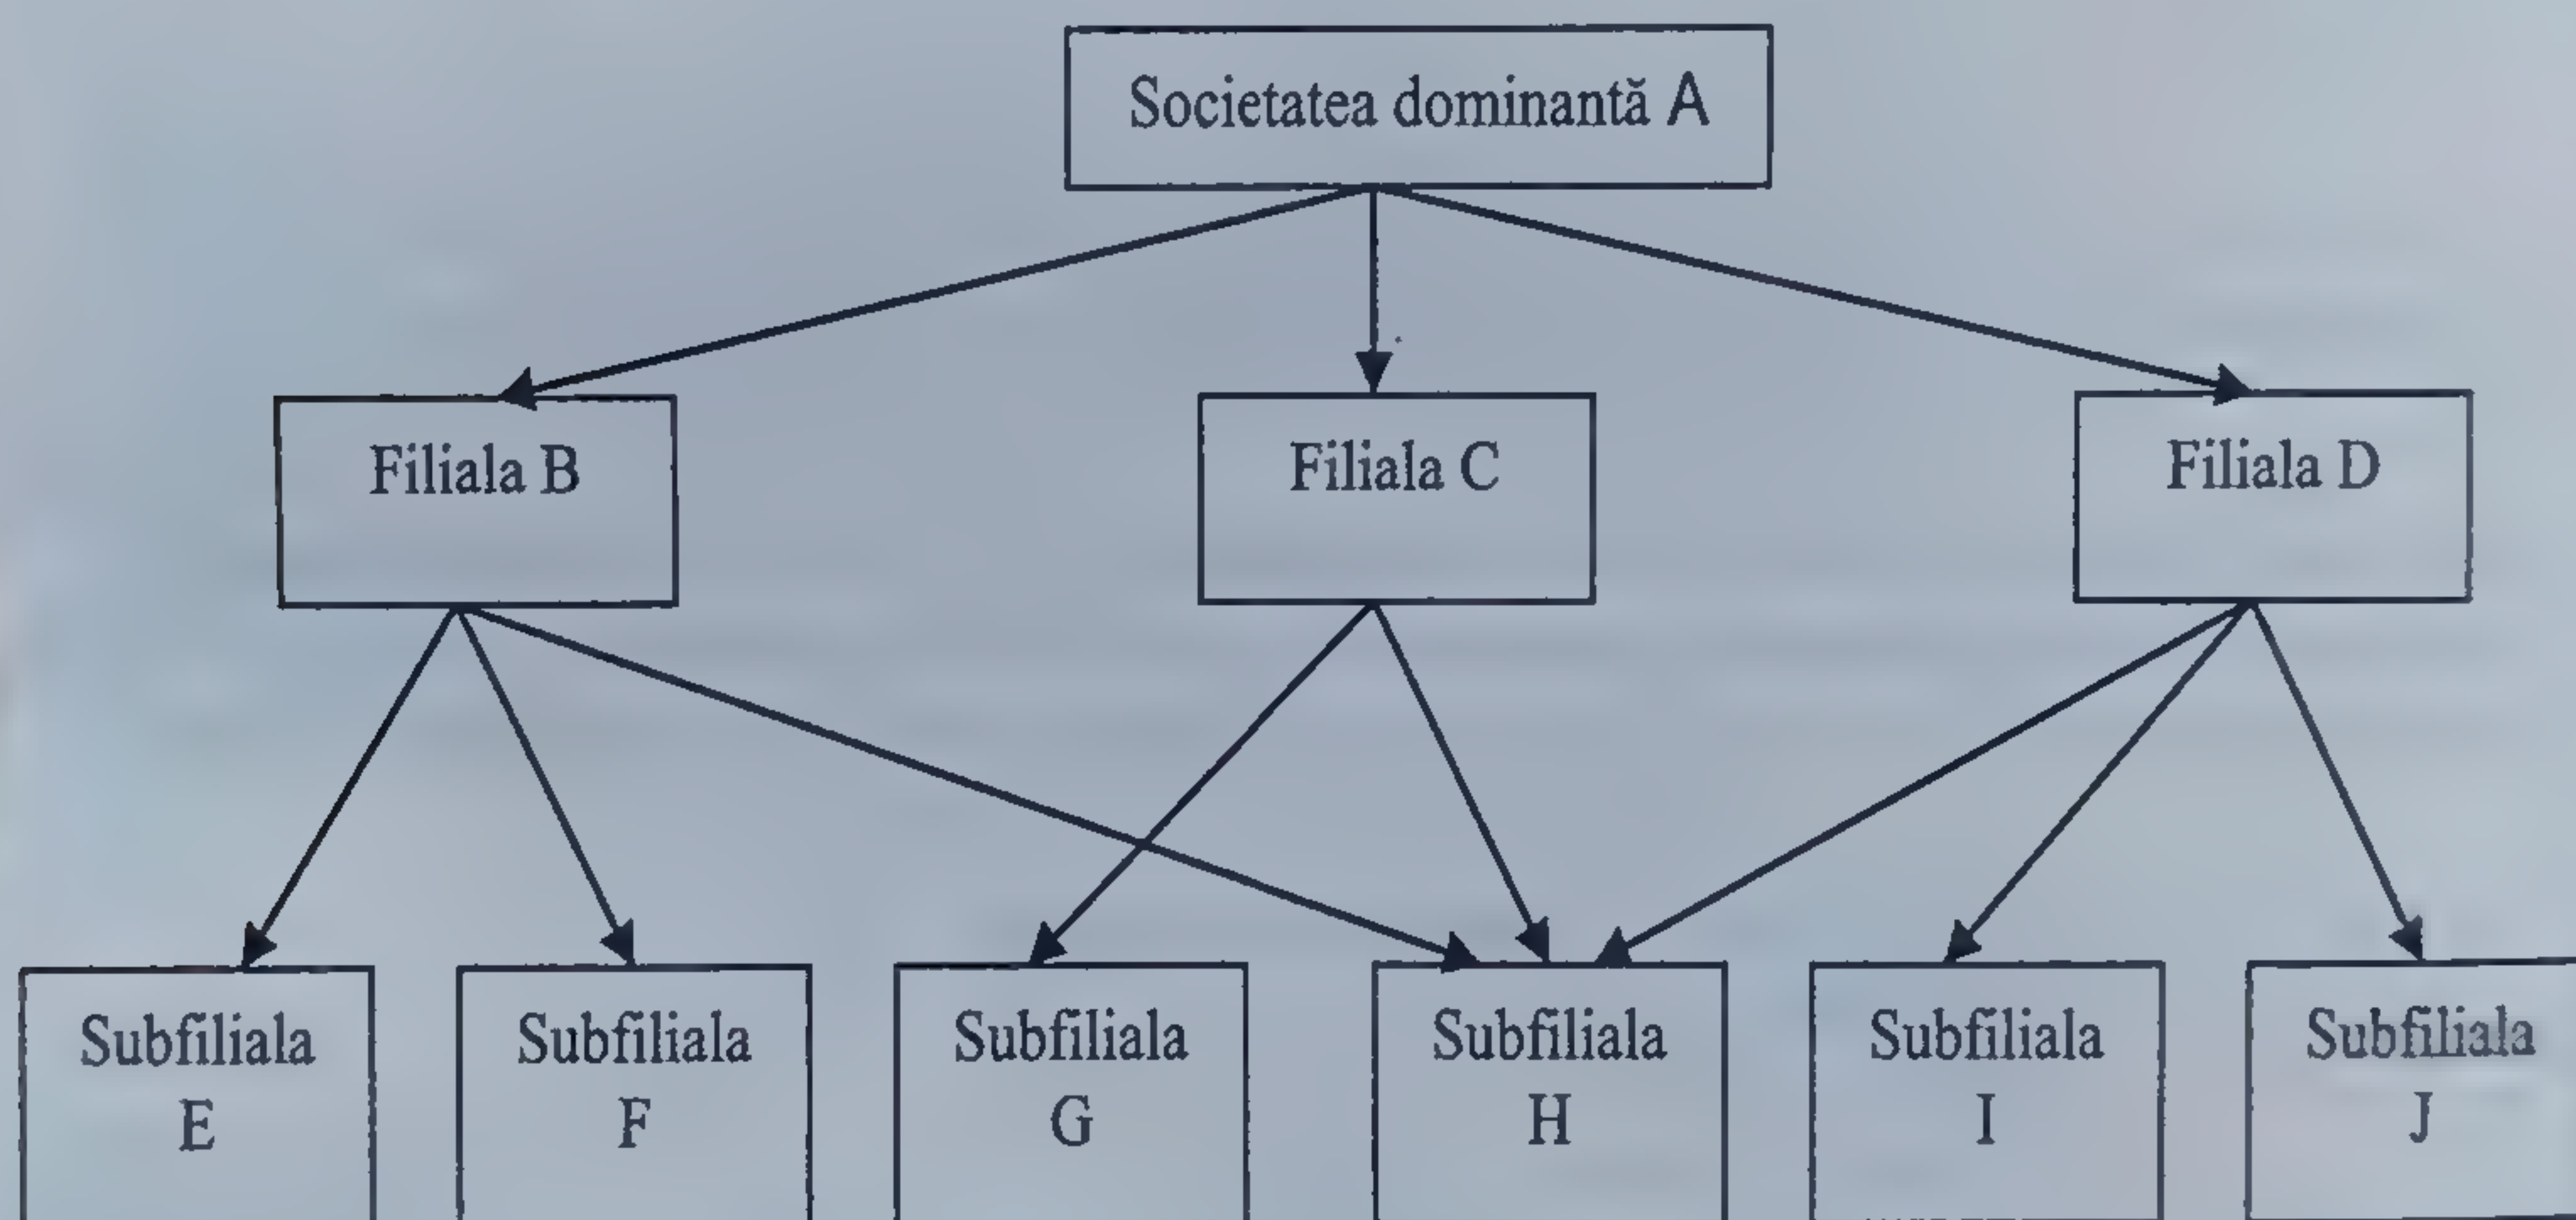 Societatea dominantă A
Filiala B
Filiala C
Filiala D
Subfiliala
E
Subfiliala
F
Subfiliala
G
Subfiliala
H
Subfiliala
I
Subfiliala
J